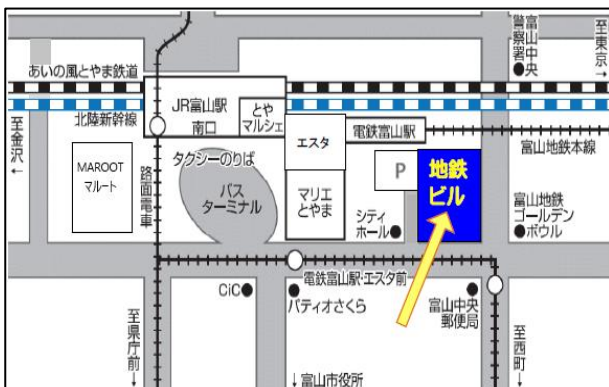 富山中央
警察署
至東京→
あいの風とやま鉄道
JR富山駅
南口
とや
マルシェ
エスタ
電鉄富山駅
北陸新幹線
富山地鉄本線
至金沢←
MAROOT
マルート
路面電車
タクシーのりば
バス
ターミナル
マリエ
とやま
P
地鉄
ビル
シティ
ホール
富山地鉄
ゴールデン
ボウル
電鉄富山駅・エスタ前
CiC
パティオさくら
富山中央
郵便局
至県庁前→
↓富山市役所
至西町→